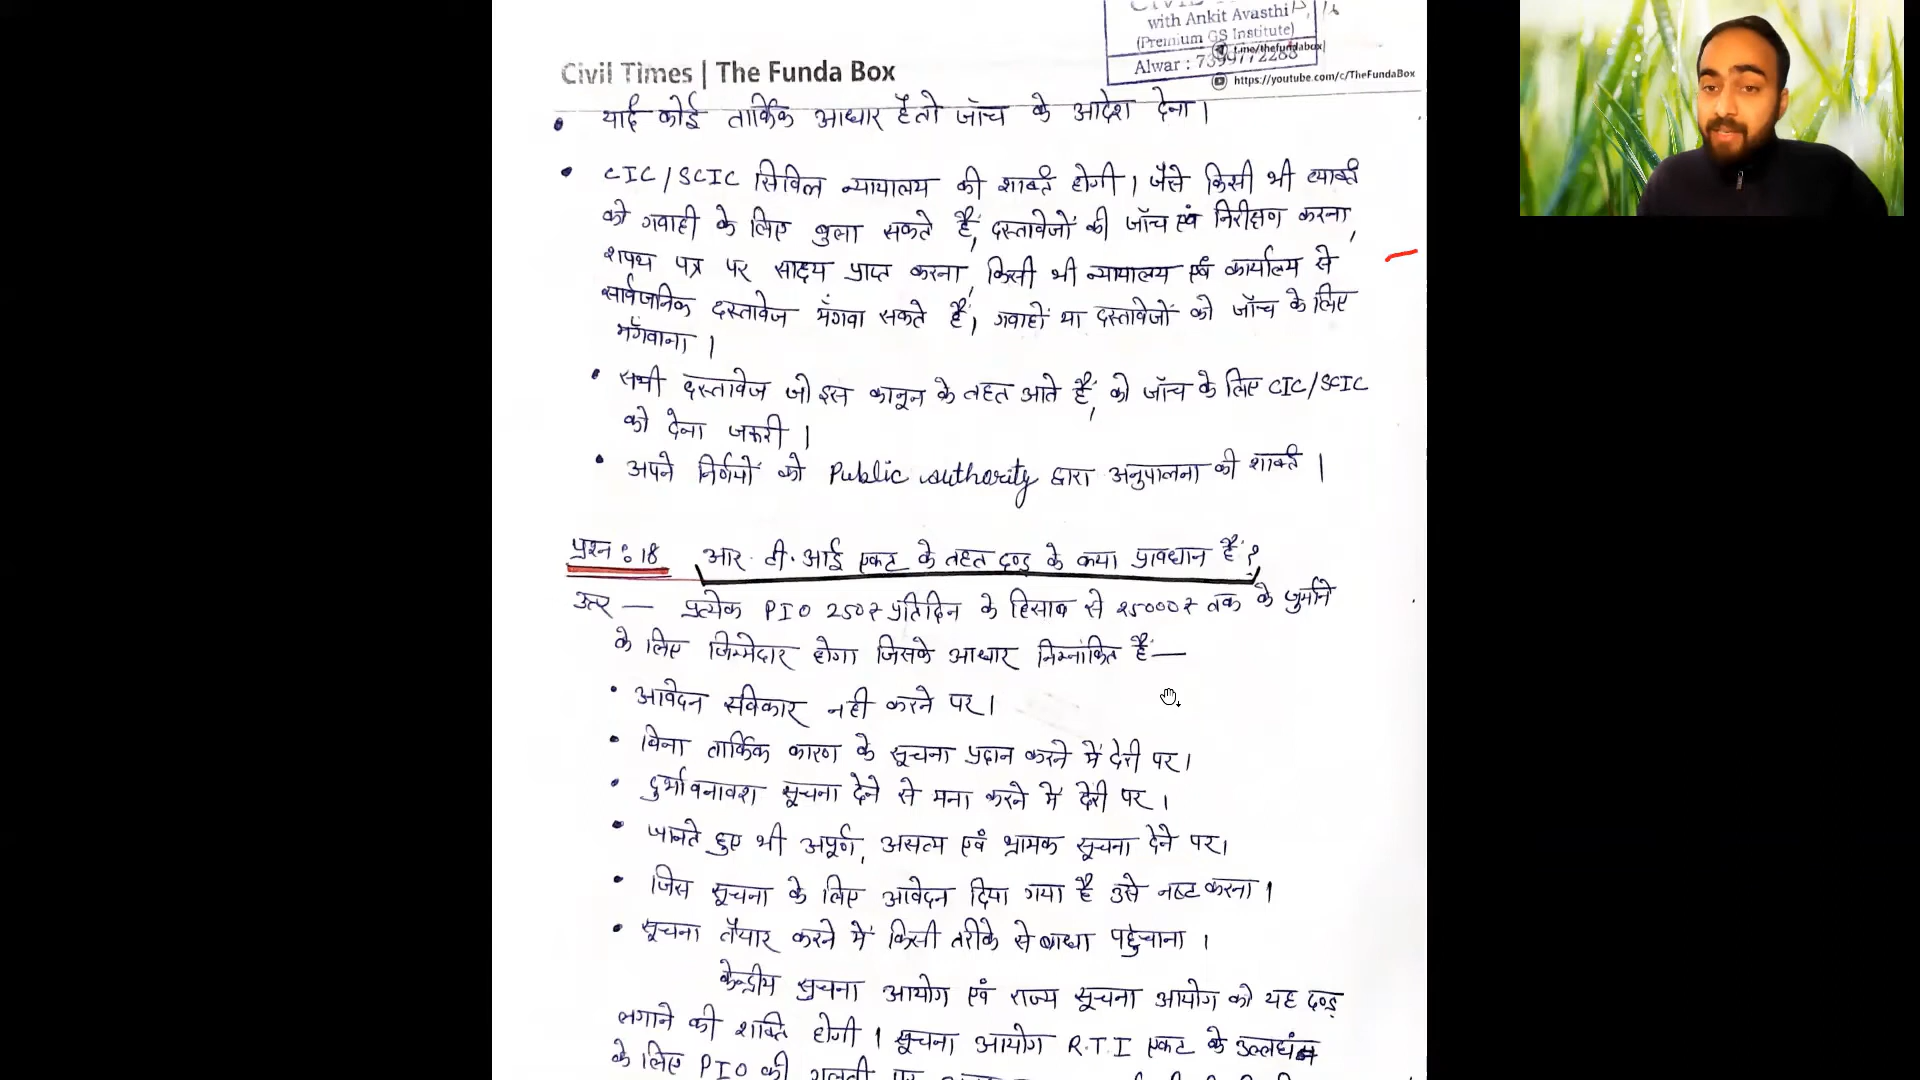 with Ankit Avasthi
(Premium GS Institute)
t.me/thefundabox
Alwar : 7399772263
Civil Times | The Funda Box
https://youtube.com/c/TheFundaBox
• यदि कोई तार्किक आधार है तो जाँच के आदेश देना।
• CIC/SCIC सिविल न्यायालय की शक्ति होगी। जैसे किसी भी व्यक्ति
को गवाही के लिए बुला सकते हैं, दस्तावेजों की जाँच एवं निरीक्षण करना,
शपथ पत्र पर साक्ष्य प्राप्त करना, किसी भी न्यायालय एवं कार्यालय से
सार्वजनिक दस्तावेज मँगवा सकते हैं, गवाहों या दस्तावेजों को जाँच के लिए
मँगवाना।
• सभी दस्तावेज जो इस कानून के तहत आते हैं, को जाँच के लिए CIC/SCIC
को देना जरूरी।
• अपने निर्णयों को Public authority द्वारा अनुपालना की शक्ति।
प्रश्न : 18 आर. टी. आई एक्ट के तहत दण्ड के क्या प्रावधान हैं?
उत्तर — प्रत्येक PIO 250₹ प्रतिदिन के हिसाब से 25000₹ तक के जुर्माने
के लिए जिम्मेदार होगा जिसके आधार निम्नांकित हैं—
• आवेदन स्वीकार नही करने पर।
• बिना तार्किक कारण के सूचना प्रदान करने में देरी पर।
• दुर्भावनावश सूचना देने से मना करने में देरी पर।
• जानते हुए भी अपूर्ण, असत्य एवं भ्रामक सूचना देने पर।
• जिस सूचना के लिए आवेदन दिया गया है उसे नष्ट करना।
• सूचना तैयार करने में किसी तरीके से बाधा पहुंचाना।
केन्द्रीय सुचना आयोग एवं राज्य सूचना आयोग को यह दण्ड
लगाने की शक्ति होगी। सूचना आयोग R.T.I एक्ट के उल्लघंन
के लिए PIO की गलती पर